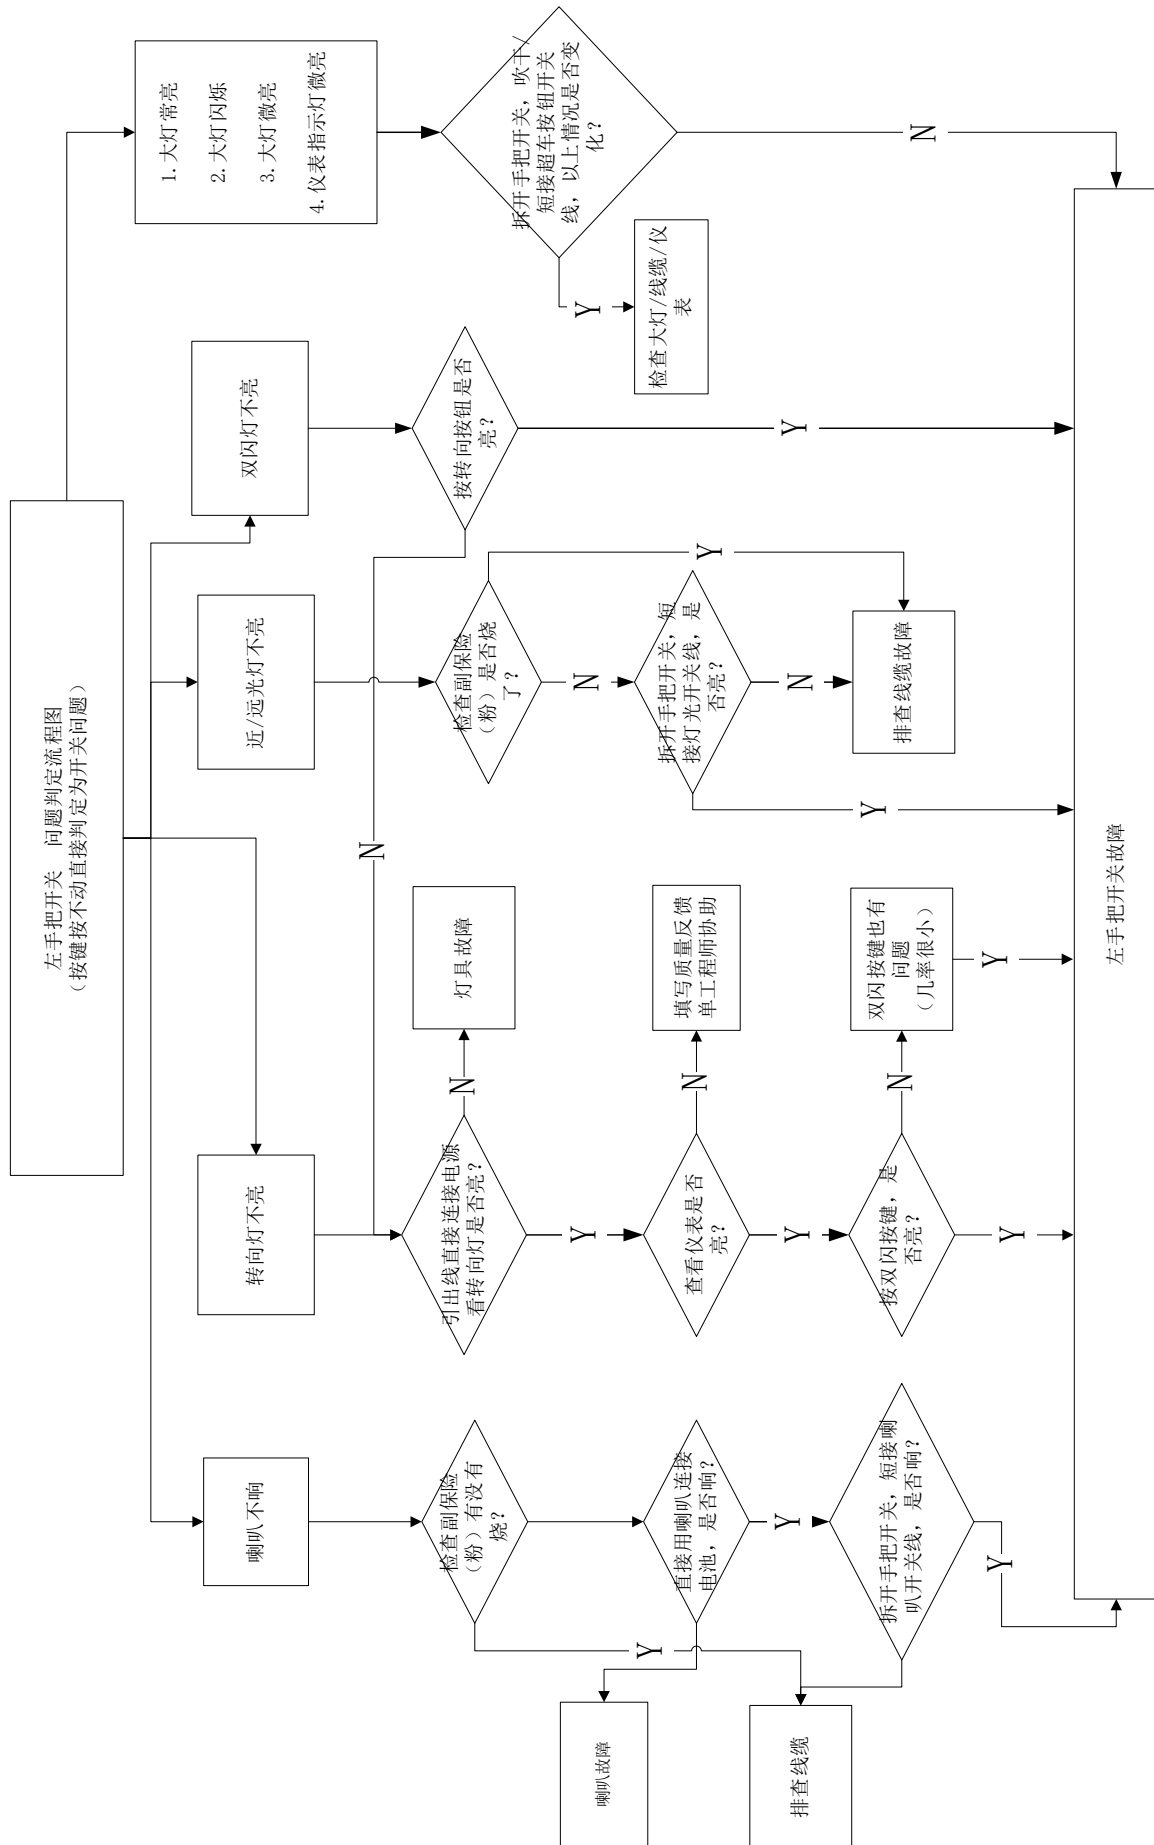 左手把开关 问题判定流程图
(按键按不动直接判定为开关问题)
喇叭不响
转向灯不亮
近/远光灯不亮
双闪灯不亮
1.大灯常亮
2.大灯闪烁
3.大灯微亮
4.仪表指示灯微亮
检查副保险
(粉)有没有
烧?
引出线直接连接电源
看转向灯是否亮?
N
灯具故障
N
检查副保险
(粉)是否烧
了?
按转向按钮是否
亮?
拆开手把开关,吹干/
短接超车按钮开关
线,以上情况是否变
化?
Y
Y
N
Y
Y
检查大灯/线缆/仪
表
喇叭故障
直接用喇叭连接
电池,是否响?
查看仪表是否
亮?
N
填写质量反馈
单工程师协助
拆开手把开关,短
接灯光开关线,是
否亮?
Y
Y
Y
N
N
排查线缆
拆开手把开关,短接喇
叭开关线,是否响?
按双闪按键,是
否亮?
N
双闪按键也有
问题
(几率很小)
Y
排查线缆故障
Y
Y
Y
左手把开关故障